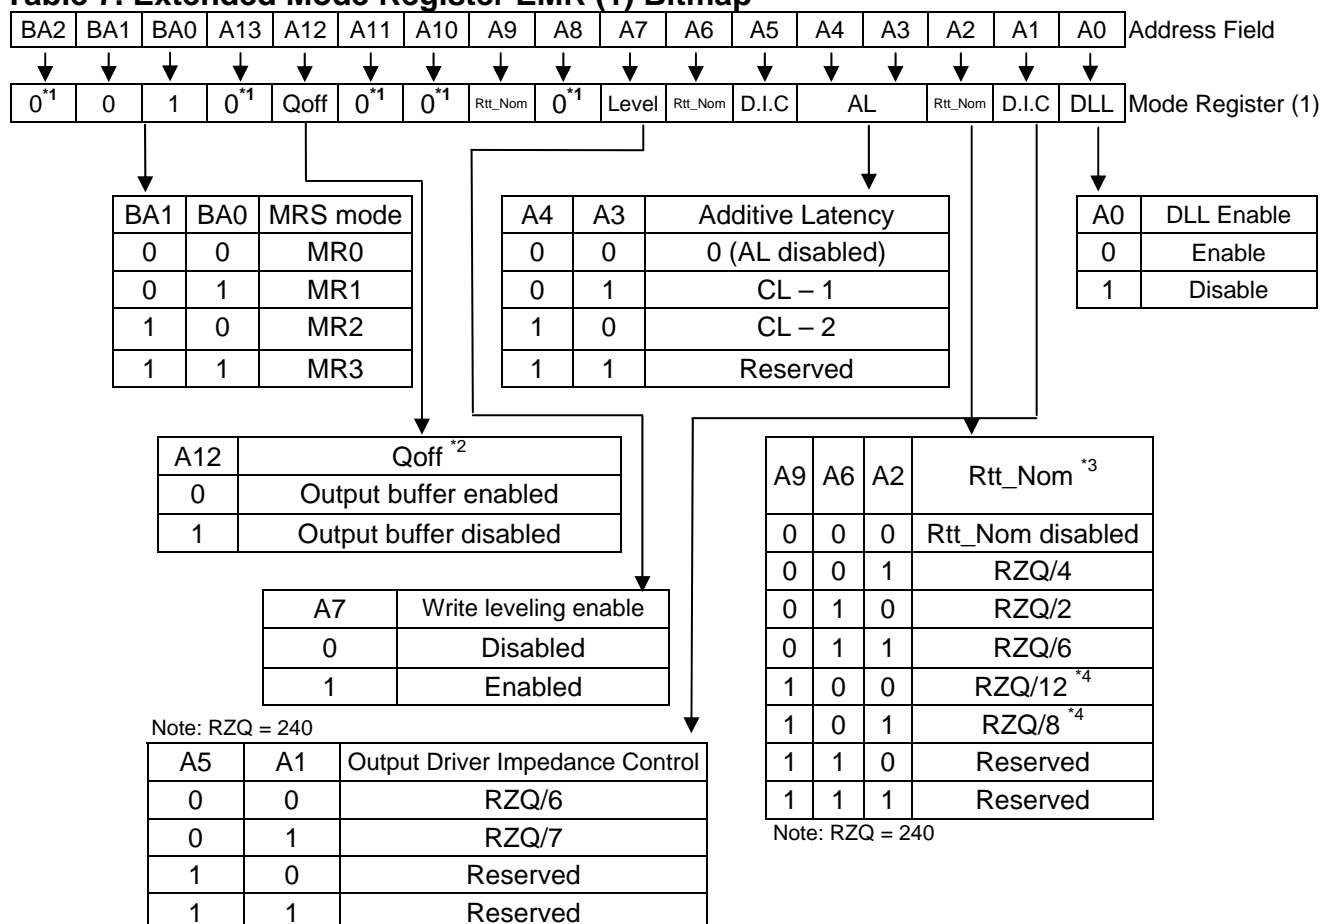 Table 7. Extended Mode Register EMR (1) Bitmap
BA2 BA1 BA0 A13 A12 A11 A10 A9 A8 A7 A6 A5 A4 A3 A2 A1 A0 Address Field
0*1 0 1 0*1 Qoff 0*1 0*1 Rtt_Nom 0*1 Level Rtt_Nom D.I.C AL Rtt_Nom D.I.C DLL Mode Register (1)
BA1 BA0 MRS mode
0 0 MR0
0 1 MR1
1 0 MR2
1 1 MR3
A4 A3 Additive Latency
0 0 0 (AL disabled)
0 1 CL – 1
1 0 CL – 2
1 1 Reserved
A0 DLL Enable
0 Enable
1 Disable
A12 Qoff *2
0 Output buffer enabled
1 Output buffer disabled
A7 Write leveling enable
0 Disabled
1 Enabled
A9 A6 A2 Rtt_Nom *3
0 0 0 Rtt_Nom disabled
0 0 1 RZQ/4
0 1 0 RZQ/2
0 1 1 RZQ/6
1 0 0 RZQ/12 *4
1 0 1 RZQ/8 *4
1 1 0 Reserved
1 1 1 Reserved
Note: RZQ = 240
Note: RZQ = 240
A5 A1 Output Driver Impedance Control
0 0 RZQ/6
0 1 RZQ/7
1 0 Reserved
1 1 Reserved